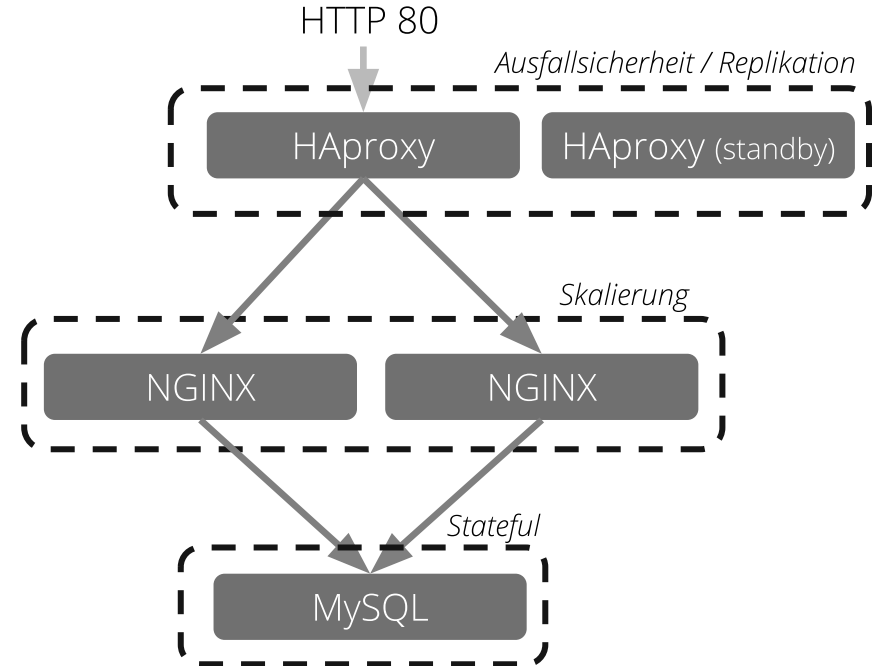 HTTP 80
Ausfallsicherheit / Replikation
HAproxy
HAproxy (standby)
Skalierung
NGINX
NGINX
Stateful
MySQL